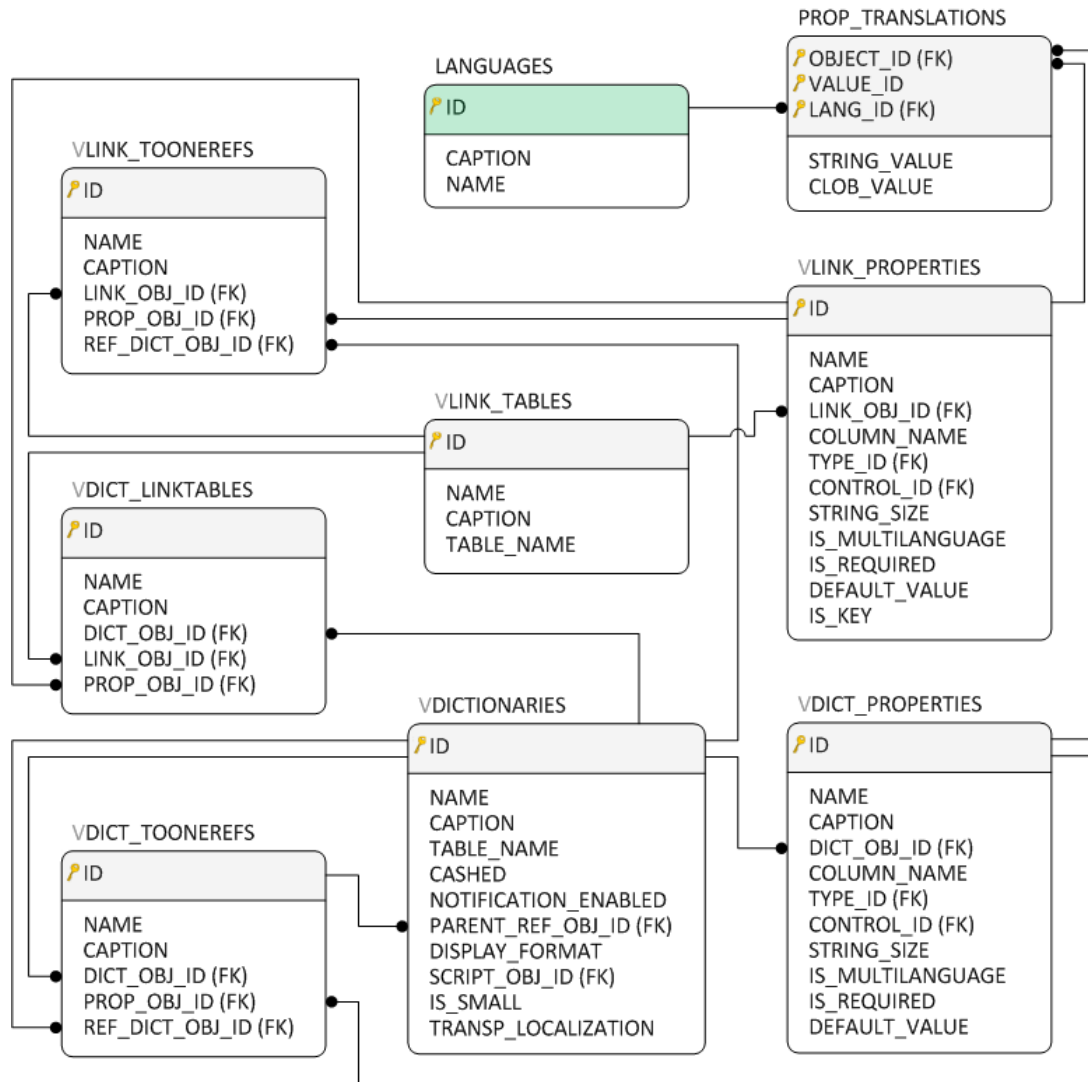 PROP_TRANSLATIONS
OBJECT_ID (FK)
VALUE_ID
LANG_ID (FK)
STRING_VALUE
CLOB_VALUE
LANGUAGES
ID
CAPTION
NAME
VLINK_TOONEREFS
ID
NAME
CAPTION
LINK_OBJ_ID (FK)
PROP_OBJ_ID (FK)
REF_DICT_OBJ_ID (FK)
VLINK_PROPERTIES
ID
NAME
CAPTION
LINK_OBJ_ID (FK)
COLUMN_NAME
TYPE_ID (FK)
CONTROL_ID (FK)
STRING_SIZE
IS_MULTILANGUAGE
IS_REQUIRED
DEFAULT_VALUE
IS_KEY
VLINK_TABLES
ID
NAME
CAPTION
TABLE_NAME
VDICT_LINKTABLES
ID
NAME
CAPTION
DICT_OBJ_ID (FK)
LINK_OBJ_ID (FK)
PROP_OBJ_ID (FK)
VDICTIONARIES
ID
NAME
CAPTION
TABLE_NAME
CASHED
NOTIFICATION_ENABLED
PARENT_REF_OBJ_ID (FK)
DISPLAY_FORMAT
SCRIPT_OBJ_ID (FK)
IS_SMALL
TRANSP_LOCALIZATION
VDICT_PROPERTIES
ID
NAME
CAPTION
DICT_OBJ_ID (FK)
COLUMN_NAME
TYPE_ID (FK)
CONTROL_ID (FK)
STRING_SIZE
IS_MULTILANGUAGE
IS_REQUIRED
DEFAULT_VALUE
VDICT_TOONEREFS
ID
NAME
CAPTION
DICT_OBJ_ID (FK)
PROP_OBJ_ID (FK)
REF_DICT_OBJ_ID (FK)